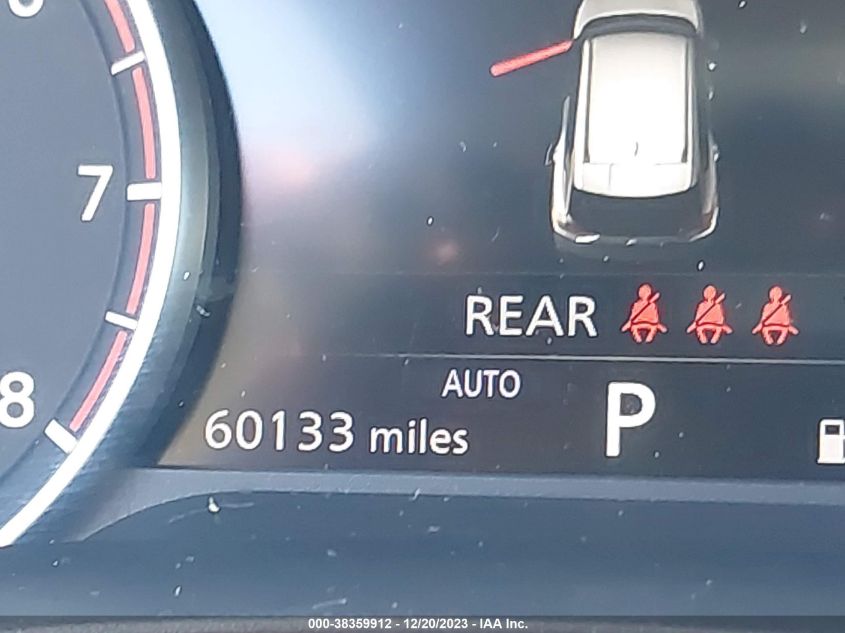 7
REAR
AUTO
8
60133 miles
P
000-38359912 - 12/20/2023 - IAA Inc.